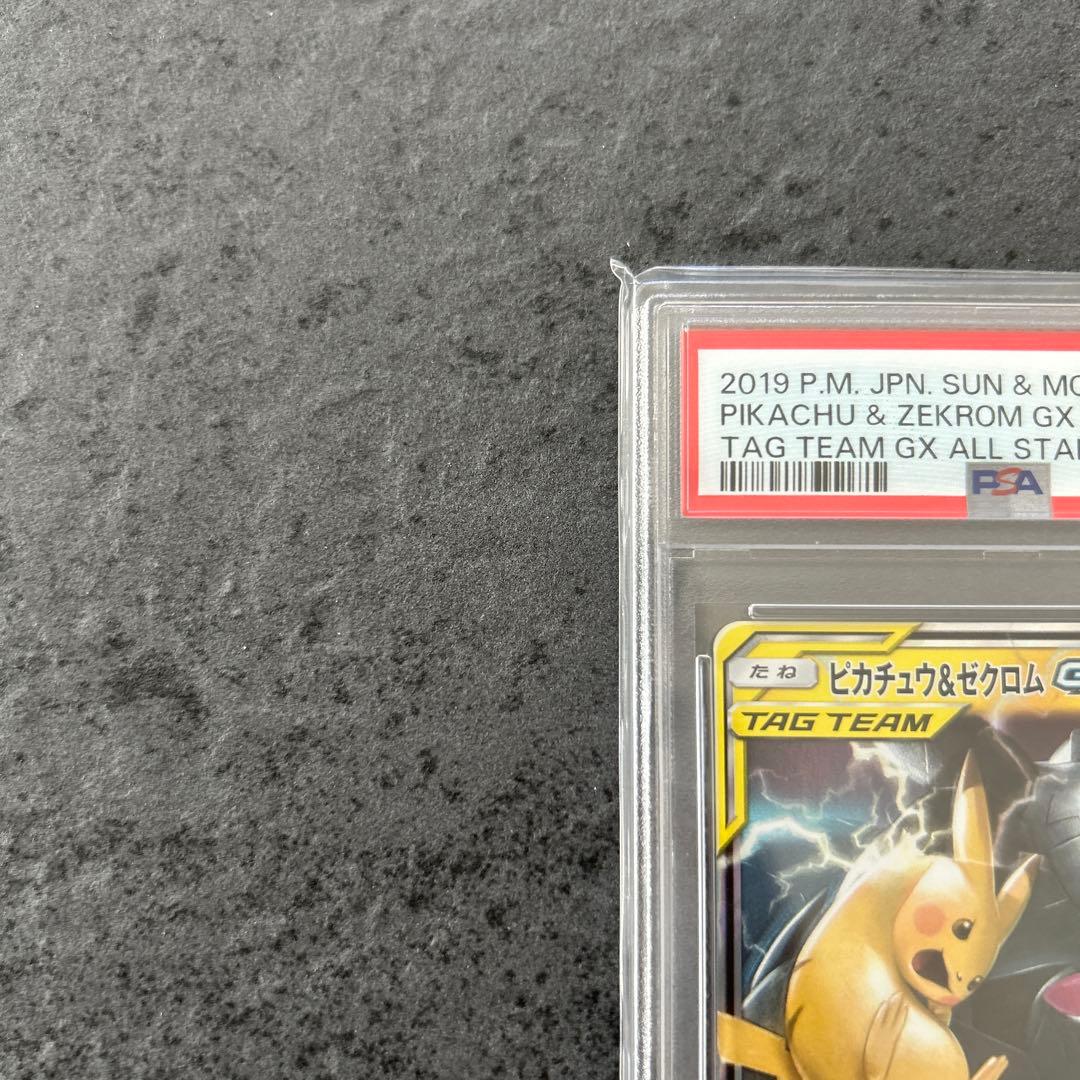 2019 P.M. JPN. SUN & MO
PIKACHU & ZEKROM GX
TAG TEAM GX ALL STA
PSA
たね ピカチュウ&ゼクロム G
TAG TEAM